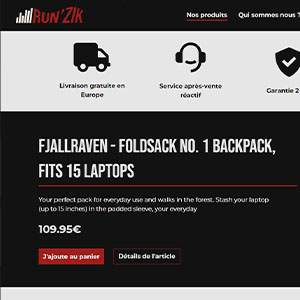 RUN'ZIK
Nos produits Qui sommes nous ?
Livraison gratuite en
Europe
Service après-vente
réactif
Garantie 2
FJALLRAVEN - FOLDSACK NO. 1 BACKPACK,
FITS 15 LAPTOPS
Your perfect pack for everyday use and walks in the forest. Stash your laptop
(up to 15 inches) in the padded sleeve, your everyday
109.95€
J'ajoute au panier Détails de l'article